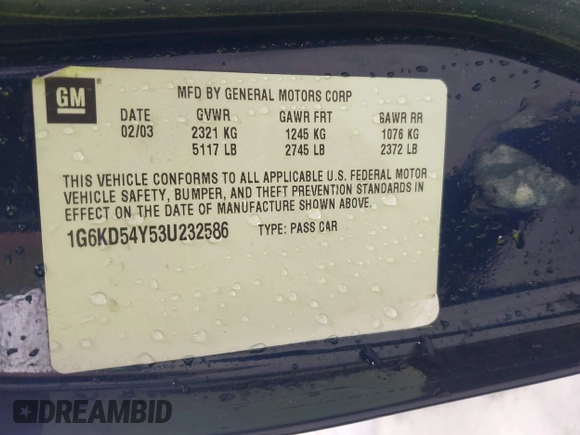 GM
MFD BY GENERAL MOTORS CORP
DATE GVWR GAWR FRT GAWR RR
02/03 2321 KG 1245 KG 1076 KG
5117 LB 2745 LB 2372 LB
THIS VEHICLE CONFORMS TO ALL APPLICABLE U.S. FEDERAL MOTOR
VEHICLE SAFETY, BUMPER, AND THEFT PREVENTION STANDARDS IN
EFFECT ON THE DATE OF MANUFACTURE SHOWN ABOVE.
1G6KD54Y53U232586 TYPE: PASS CAR
DREAMBID